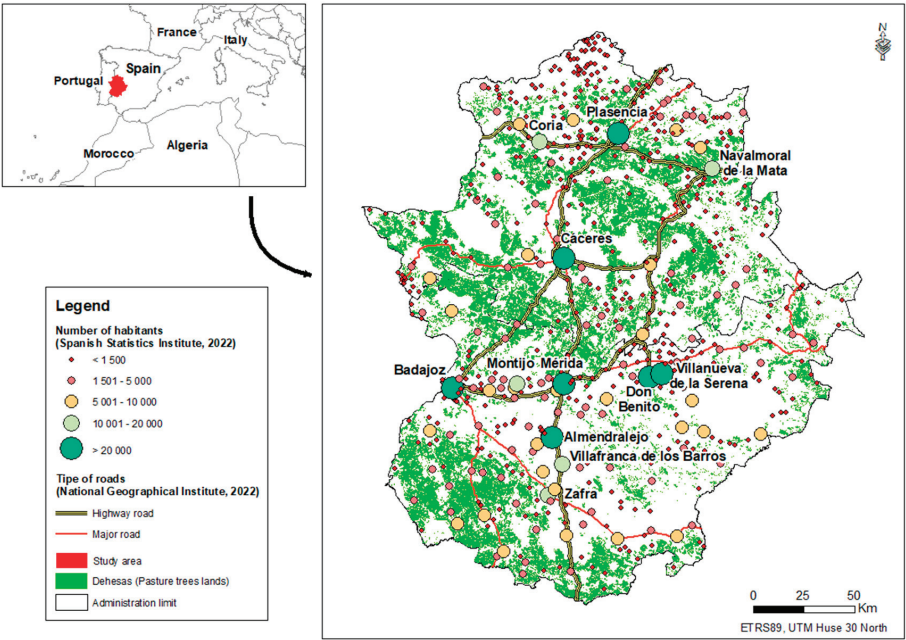 France
Italy
Spain
Portugal
Algeria
Morocco
N
Plasencia
Coria
Navalmoral
de la Mata
Cáceres
Badajoz
Montijo
Mérida
Villanueva
de la Serena
Don
Benito
Almendralejo
Villafranca de los Barros
Zafra
Legend
Number of habitants
(Spanish Statistics Institute, 2022)
< 1 500
1 501 - 5 000
5 001 - 10 000
10 001 - 20 000
> 20 000
Tipe of roads
(National Geographical Institute, 2022)
Highway road
Major road
Study area
Dehesas (Pasture trees lands)
Administration limit
0 25 50
Km
ETRS89, UTM Huse 30 North